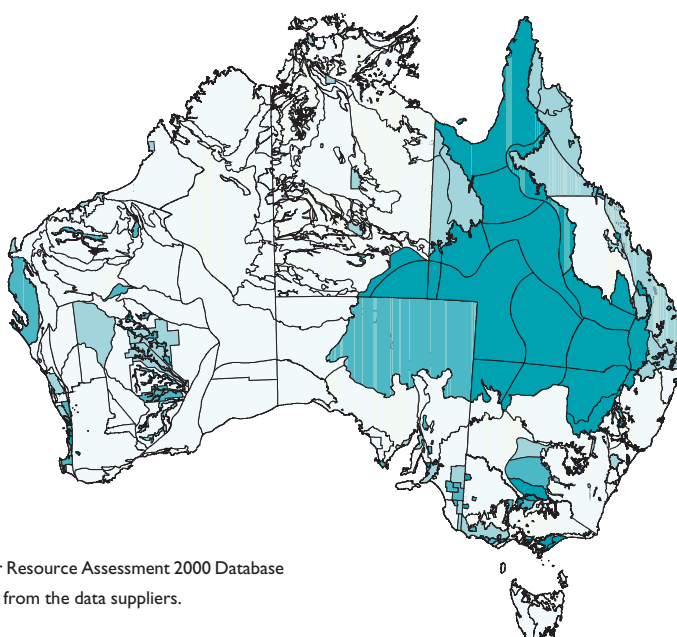 r Resource Assessment 2000 Database
from the data suppliers.